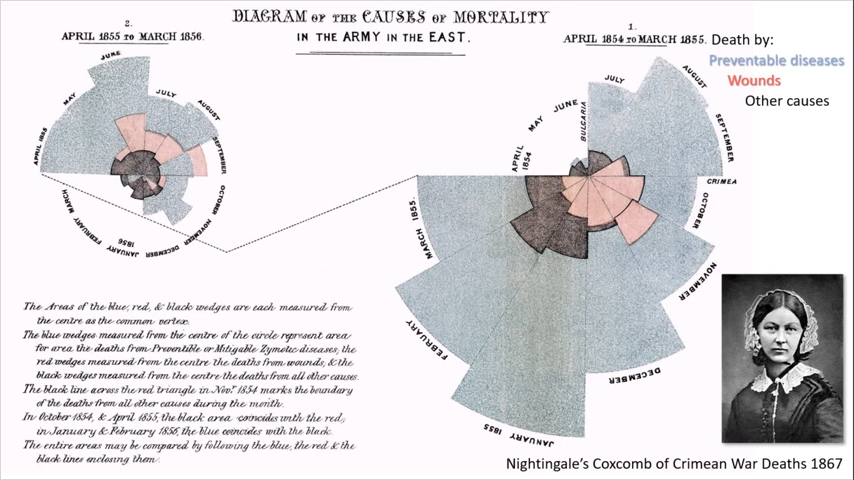 DIAGRAM OF THE CAUSES OF MORTALITY
IN THE ARMY IN THE EAST.
2.
APRIL 1855 TO MARCH 1856.
1.
APRIL 1854 TO MARCH 1855.
Death by:
Preventable diseases
Wounds
Other causes
APRIL 1855
MAY
JUNE
JULY
AUGUST
SEPTEMBER
OCTOBER
NOVEMBER
DECEMBER
JANUARY 1856
FEBRUARY
MARCH
APRIL 1854
MAY
JUNE
BULGARIA
JULY
AUGUST
SEPTEMBER
CRIMEA
OCTOBER
NOVEMBER
DECEMBER
JANUARY 1855
FEBRUARY
MARCH 1855.
The Areas of the blue, red, & black wedges are each measured from
the centre as the common vertex.
The blue wedges measured from the centre of the circle represent area
for area the deaths from Preventible or Mitigable Zymotic diseases, the
red wedges measured from the centre the deaths from wounds, & the
black wedges measured from the centre the deaths from all other causes.
The black line across the red triangle in Novr. 1854 marks the boundary
of the deaths from all other causes during the month.
In October 1854, & April 1855, the black area coincides with the red,
in January & February 1856, the blue coincides with the black.
The entire areas may be compared by following the blue, the red & the
black lines enclosing them.
Nightingale's Coxcomb of Crimean War Deaths 1867